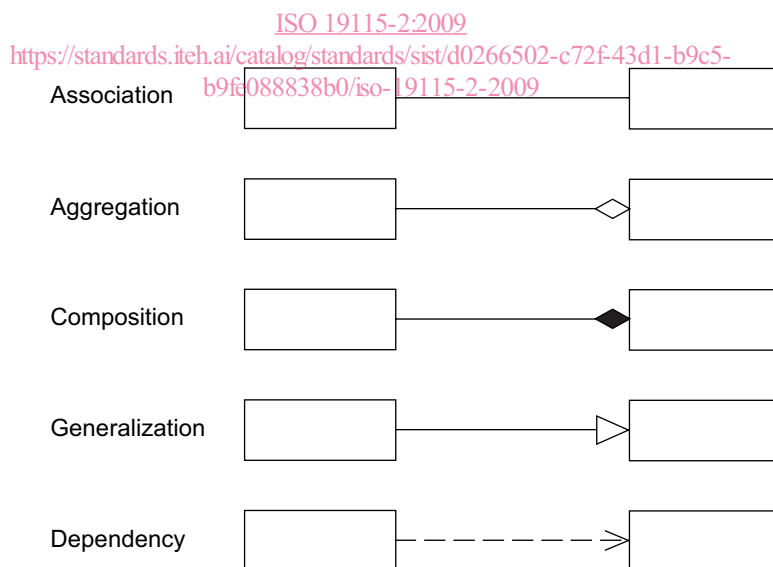 ISO 19115-2:2009
https://standards.iteh.ai/catalog/standards/sist/d0266502-c72f-43d1-b9c5-
b9fe088838b0/iso-19115-2-2009
Association
Aggregation
Composition
Generalization
Dependency